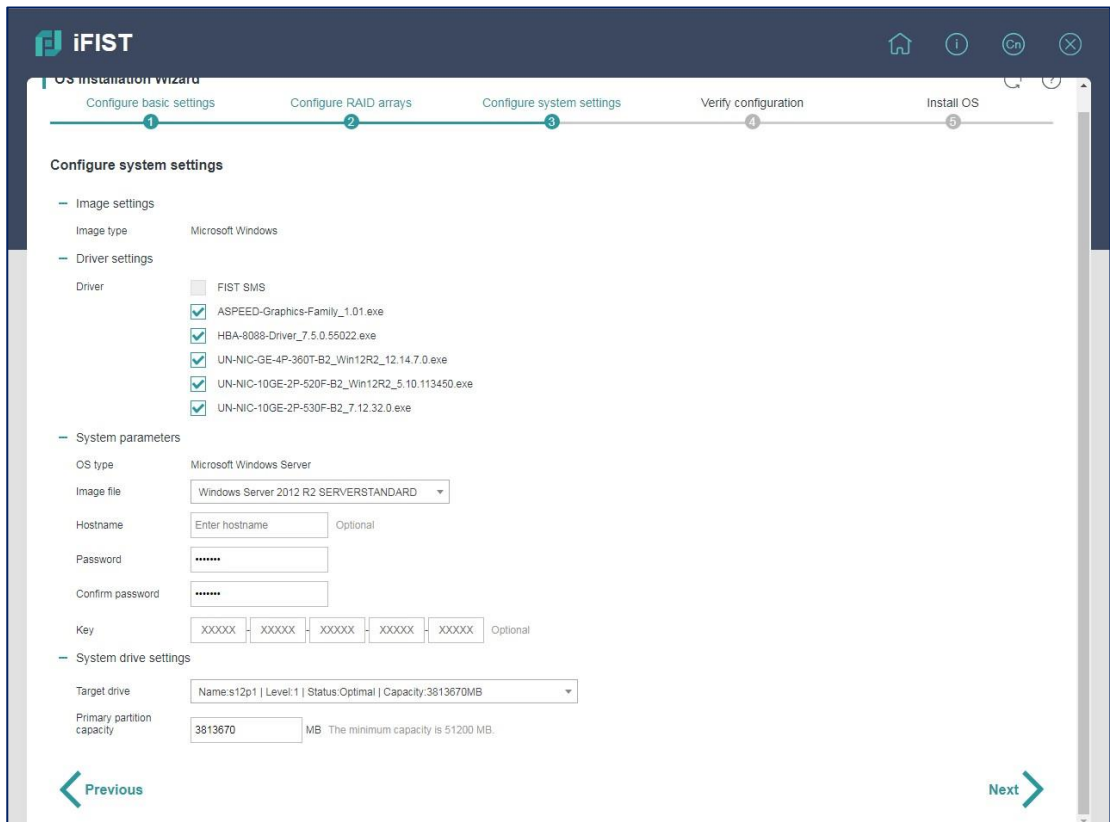 iFIST
Cn
OS Installation Wizard
Configure basic settings Configure RAID arrays Configure system settings Verify configuration Install OS
1 2 3 4 5
Configure system settings
Image settings
Image type Microsoft Windows
Driver settings
Driver FIST SMS
ASPEED-Graphics-Family_1.01.exe
HBA-8088-Driver_7.5.0.55022.exe
UN-NIC-GE-4P-360T-B2_Win12R2_12.14.7.0.exe
UN-NIC-10GE-2P-520F-B2_Win12R2_5.10.113450.exe
UN-NIC-10GE-2P-530F-B2_7.12.32.0.exe
System parameters
OS type Microsoft Windows Server
Image file Windows Server 2012 R2 SERVERSTANDARD
Hostname Enter hostname Optional
Password •••••••
Confirm password •••••••
Key XXXXX - XXXXX - XXXXX - XXXXX - XXXXX Optional
System drive settings
Target drive Name:s12p1 | Level:1 | Status:Optimal | Capacity:3813670MB
Primary partition
capacity 3813670 MB The minimum capacity is 51200 MB.
Previous Next